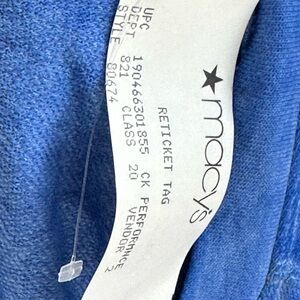 ★macy's
RETICKET TAG
UPC 190466301855 CK PERFORMANCE
DEPT 821 CLASS 20 VENDOR 2
STYLE 80674